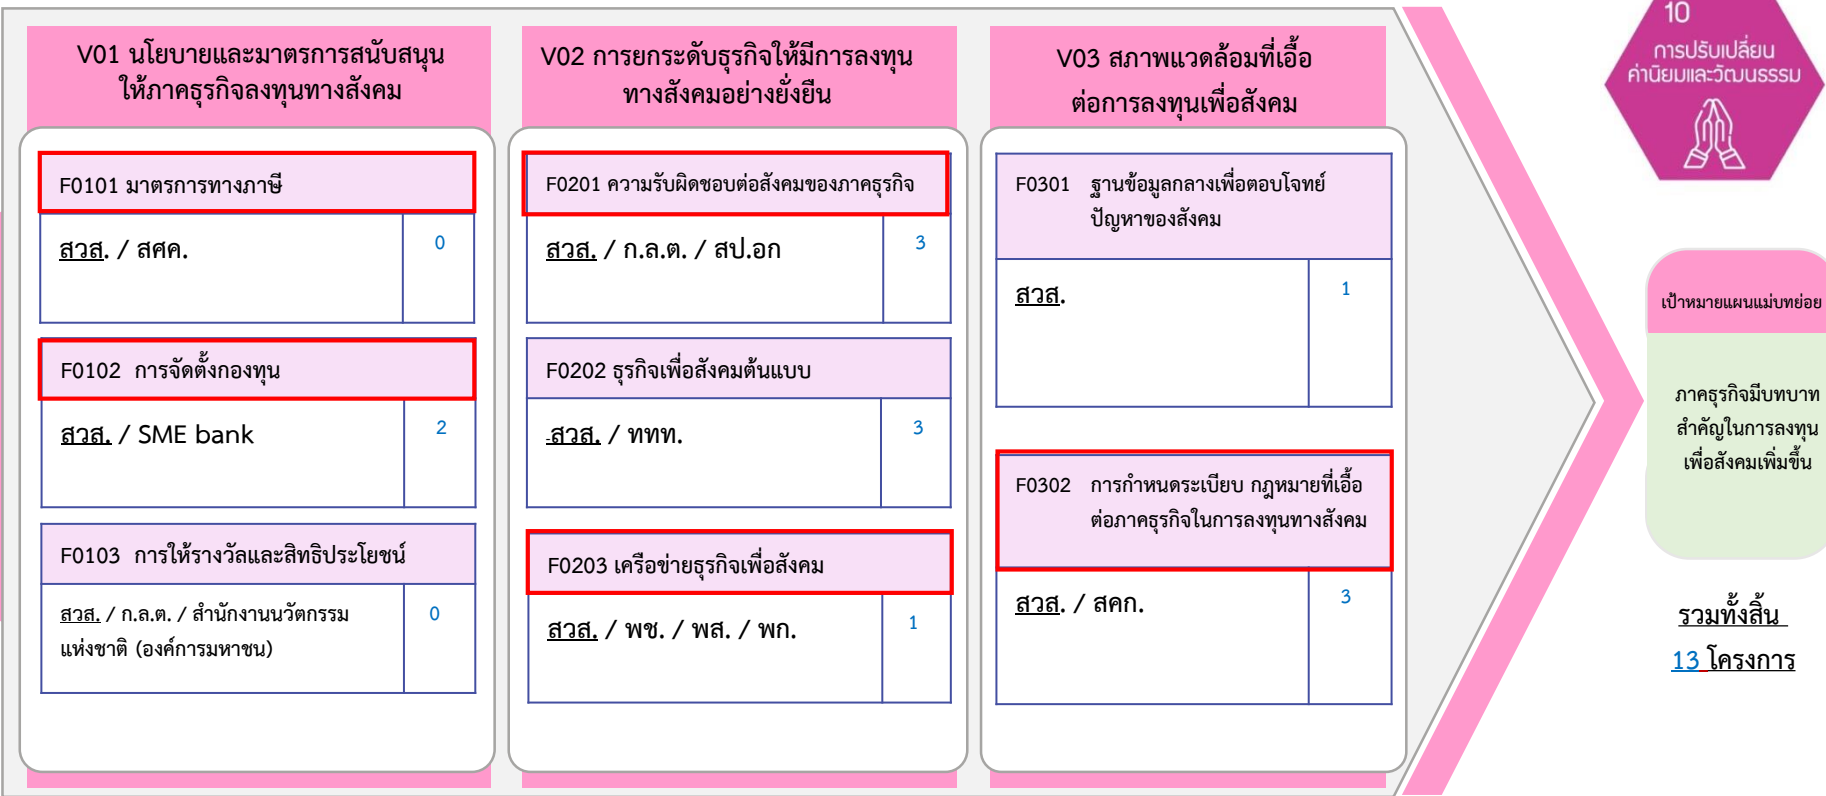 V01 นโยบายและมาตรการสนับสนุน
ให้ภาคธุรกิจลงทุนทางสังคม
F0101 มาตรการทางภาษี
สวส. / สศค.
0
F0102 การจัดตั้งกองทุน
สวส. / SME bank
2
F0103 การให้รางวัลและสิทธิประโยชน์
สวส. / ก.ล.ต. / สำนักงานนวัตกรรม
แห่งชาติ (องค์การมหาชน)
0
V02 การยกระดับธุรกิจให้มีการลงทุน
ทางสังคมอย่างยั่งยืน
F0201 ความรับผิดชอบต่อสังคมของภาคธุรกิจ
สวส. / ก.ล.ต. / สป.อก
3
F0202 ธุรกิจเพื่อสังคมต้นแบบ
สวส. / ททท.
3
F0203 เครือข่ายธุรกิจเพื่อสังคม
สวส. / พช. / พส. / พก.
1
V03 สภาพแวดล้อมที่เอื้อ
ต่อการลงทุนเพื่อสังคม
F0301 ฐานข้อมูลกลางเพื่อตอบโจทย์
ปัญหาของสังคม
สวส.
1
F0302 การกำหนดระเบียบ กฎหมายที่เอื้อ
ต่อภาคธุรกิจในการลงทุนทางสังคม
สวส. / สคก.
3
10
การปรับเปลี่ยน
ค่านิยมและวัฒนธรรม
เป้าหมายแผนแม่บทย่อย
ภาคธุรกิจมีบทบาท
สำคัญในการลงทุน
เพื่อสังคมเพิ่มขึ้น
รวมทั้งสิ้น
13 โครงการ